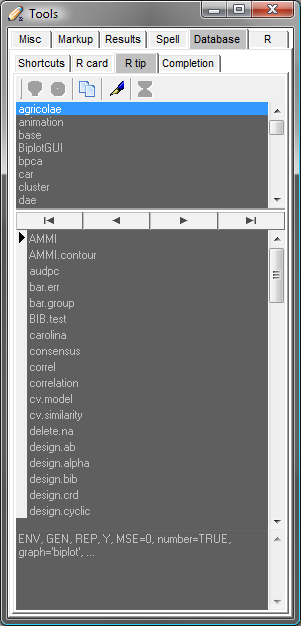 Tools
Misc Markup Results Spell Database R
Shortcuts R card R tip Completion
agricolae
animation
base
BiplotGUI
bpca
car
cluster
dae
AMMI
AMMI.contour
audpc
bar.err
bar.group
BIB.test
carolina
consensus
correl
correlation
cv.model
cv.similarity
delete.na
design.ab
design.alpha
design.bib
design.crd
design.cyclic
ENV, GEN, REP, Y, MSE=0, number=TRUE,
graph='biplot', ...